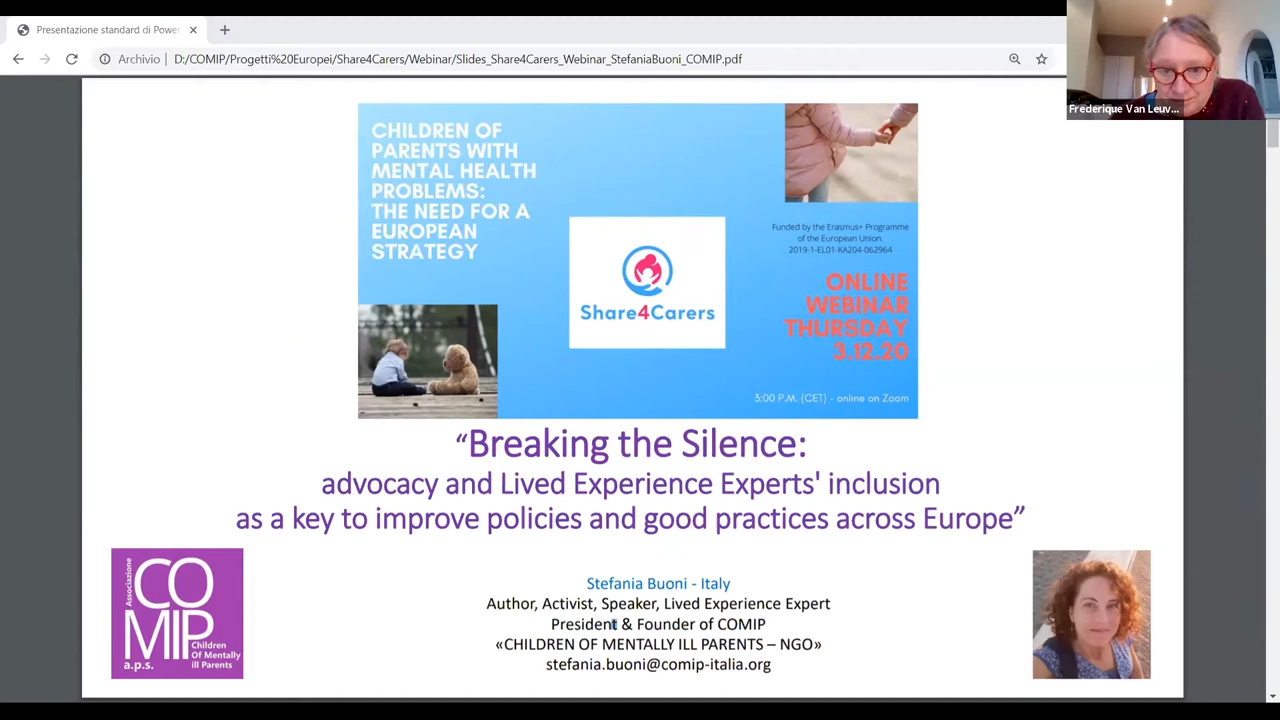 Presentazione standard di Power
Archivio
D:/COMIP/Progetti%20Europei/Share4Carers/Webinar/Slides_Share4Carers_Webinar_StefaniaBuoni_COMIP.pdf
Frederique Van Leuv...
CHILDREN OF
PARENTS WITH
MENTAL HEALTH
PROBLEMS:
THE NEED FOR A
EUROPEAN
STRATEGY
Share4Carers
Funded by the Erasmus+ Programme
of the European Union.
2019-1-EL01-KA204-062964
ONLINE
WEBINAR
THURSDAY
3.12.20
3:00 P.M. (CET) - online on Zoom
“Breaking the Silence:
advocacy and Lived Experience Experts' inclusion
as a key to improve policies and good practices across Europe”
Associazione
CO
MIP
a.p.s.
Children
Of Mentally
ill Parents
Stefania Buoni - Italy
Author, Activist, Speaker, Lived Experience Expert
President & Founder of COMIP
«CHILDREN OF MENTALLY ILL PARENTS – NGO»
stefania.buoni@comip-italia.org